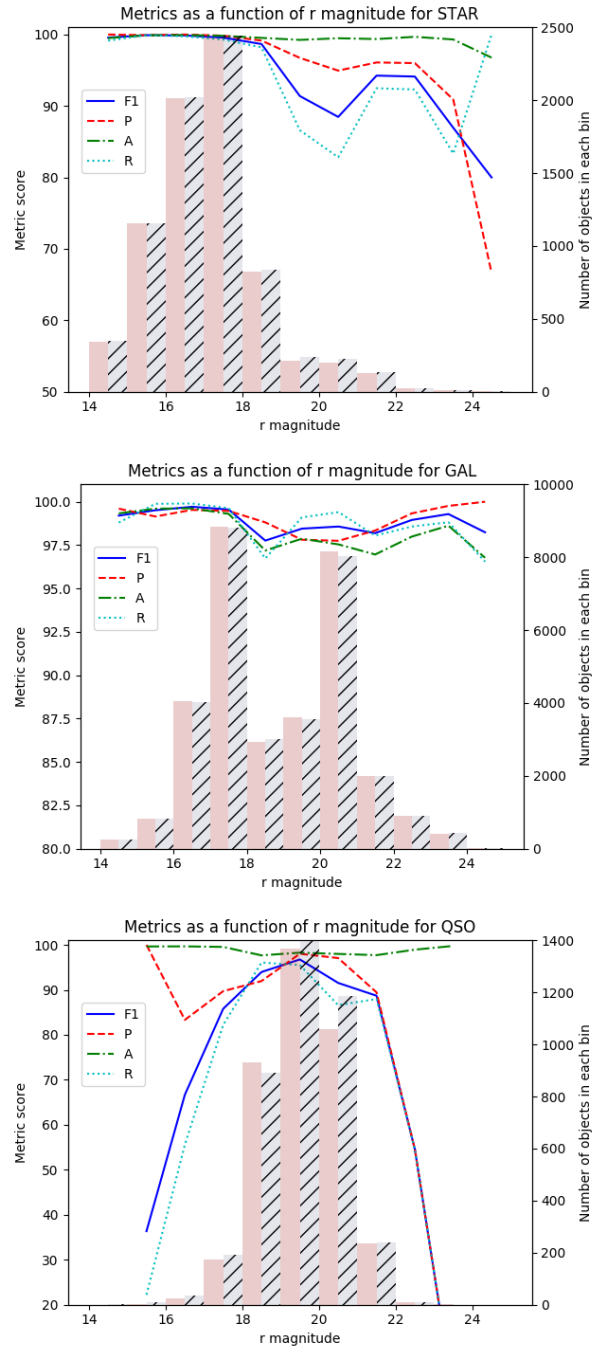 Metrics as a function of r magnitude for STAR
100
90
80
70
60
50
Metric score
F1
P
A
R
2500
2000
1500
1000
500
0
Number of objects in each bin
14
16
18
20
22
24
r magnitude
Metrics as a function of r magnitude for GAL
100.0
97.5
95.0
92.5
90.0
87.5
85.0
82.5
80.0
Metric score
F1
P
A
R
10000
8000
6000
4000
2000
0
Number of objects in each bin
14
16
18
20
22
24
r magnitude
Metrics as a function of r magnitude for QSO
100
90
80
70
60
50
40
30
20
Metric score
F1
P
A
R
1400
1200
1000
800
600
400
200
0
Number of objects in each bin
14
16
18
20
22
24
r magnitude